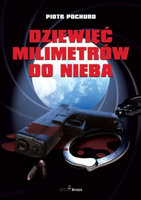 PIOTR POCHURO
DZIEWIĘĆ
MILIMETRÓW
DO NIEBA